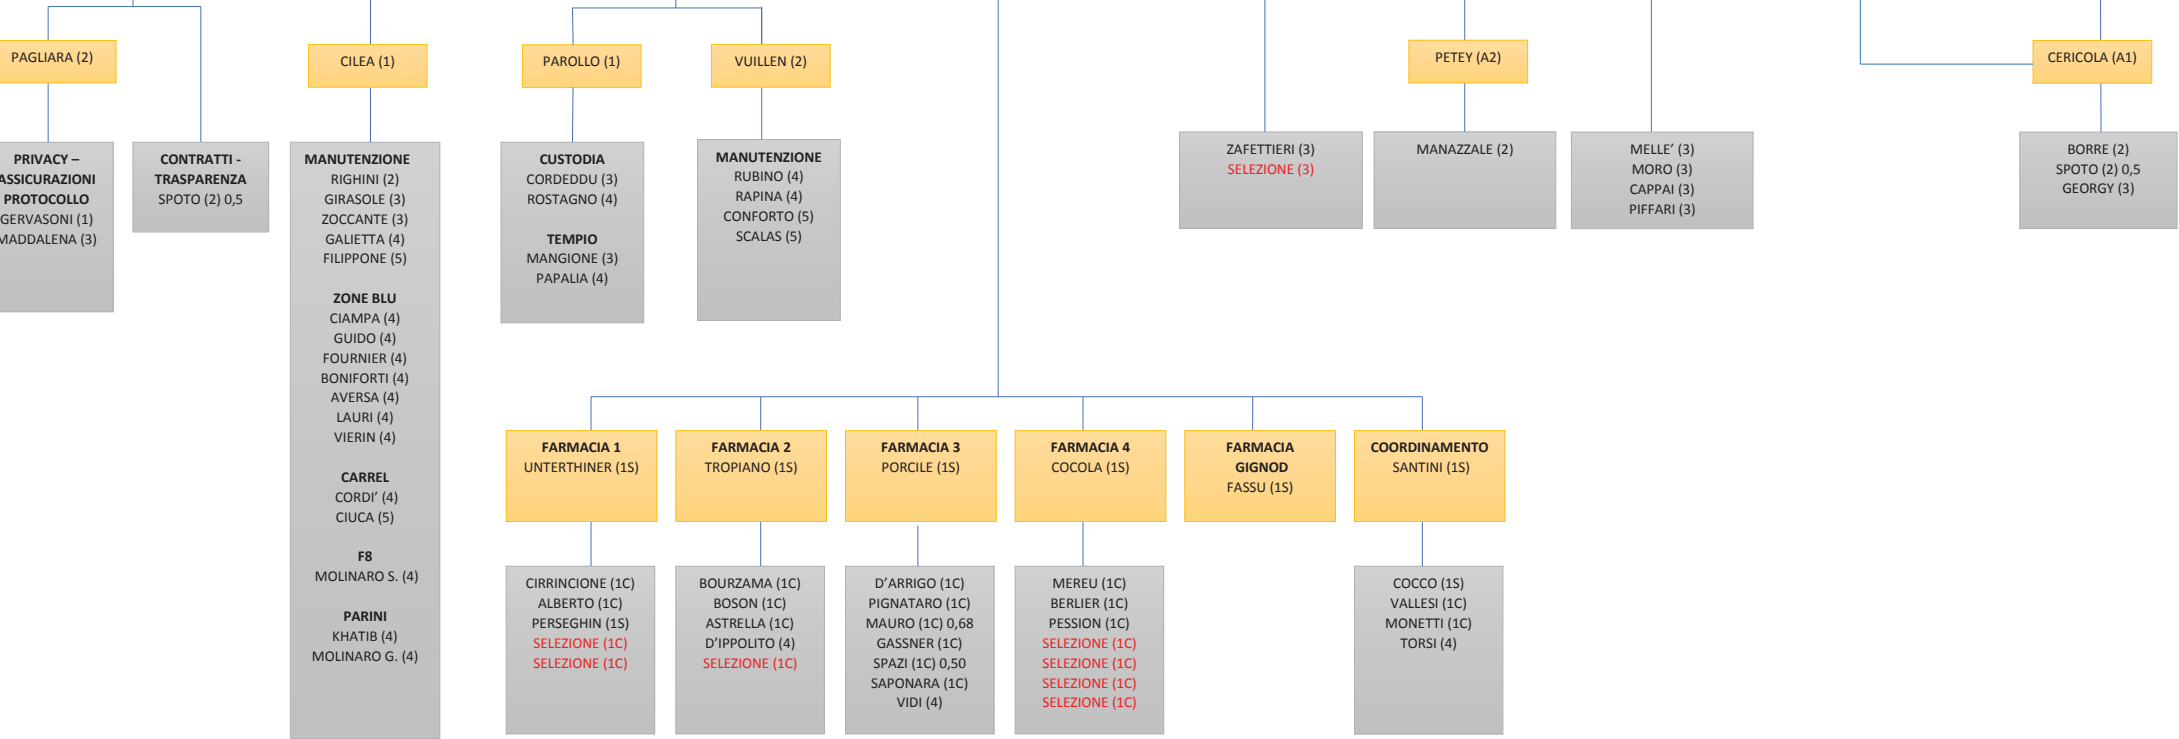 PAGLIARA (2)
CILEA (1)
PAROLLO (1)
VUILLEN (2)
PETEY (A2)
CERICOLA (A1)
PRIVACY –
ASSICURAZIONI
PROTOCOLLO
GERVASONI (1)
MADDALENA (3)
CONTRATTI -
TRASPARENZA
SPOTO (2) 0,5
MANUTENZIONE
RIGHINI (2)
GIRASOLE (3)
ZOCCANTE (3)
GALIETTA (4)
FILIPPONE (5)
ZONE BLU
CIAMPA (4)
GUIDO (4)
FOURNIER (4)
BONIFORTI (4)
AVERSA (4)
LAURI (4)
VIERIN (4)
CARREL
CORDI’ (4)
CIUCA (5)
F8
MOLINARO S. (4)
PARINI
KHATIB (4)
MOLINARO G. (4)
CUSTODIA
CORDEDDU (3)
ROSTAGNO (4)
TEMPIO
MANGIONE (3)
PAPALIA (4)
MANUTENZIONE
RUBINO (4)
RAPINA (4)
CONFORTO (5)
SCALAS (5)
ZAFETTIERI (3)
SELEZIONE (3)
MANAZZALE (2)
MELLE’ (3)
MORO (3)
CAPPAI (3)
PIFFARI (3)
BORRE (2)
SPOTO (2) 0,5
GEORGY (3)
FARMACIA 1
UNTERTHINER (1S)
FARMACIA 2
TROPIANO (1S)
FARMACIA 3
PORCILE (1S)
FARMACIA 4
COCOLA (1S)
FARMACIA
GIGNOD
FASSU (1S)
COORDINAMENTO
SANTINI (1S)
CIRRINCIONE (1C)
ALBERTO (1C)
PERSEGHIN (1S)
SELEZIONE (1C)
SELEZIONE (1C)
BOURZAMA (1C)
BOSON (1C)
ASTRELLA (1C)
D’IPPOLITO (4)
SELEZIONE (1C)
D’ARRIGO (1C)
PIGNATARO (1C)
MAURO (1C) 0,68
GASSNER (1C)
SPAZI (1C) 0,50
SAPONARA (1C)
VIDI (4)
MEREU (1C)
BERLIER (1C)
PESSION (1C)
SELEZIONE (1C)
SELEZIONE (1C)
SELEZIONE (1C)
SELEZIONE (1C)
COCCO (1S)
VALLESI (1C)
MONETTI (1C)
TORSI (4)